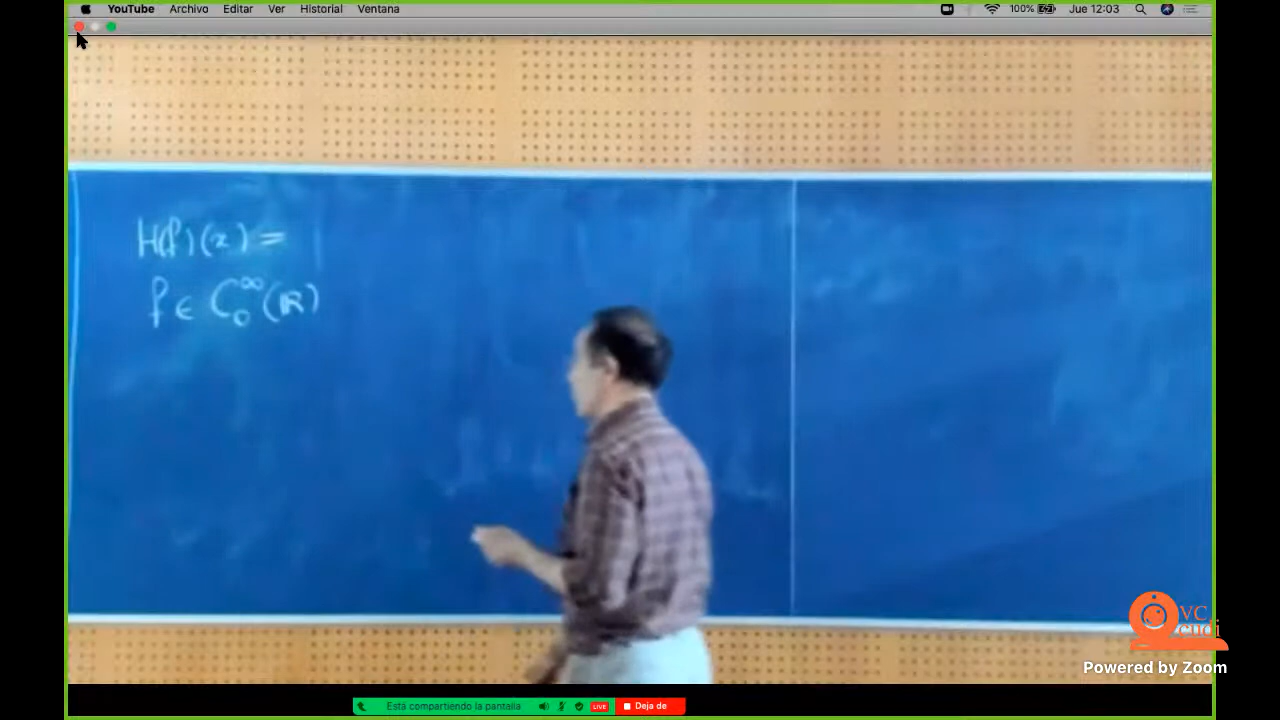 YouTube Archivo Editar Ver Historial Ventana 100% Jue 12:03
H(f)(x) =
f ∈ C₀^∞(ℝ)
VC
cudi
Powered by Zoom
Está compartiendo la pantalla LIVE Deja de